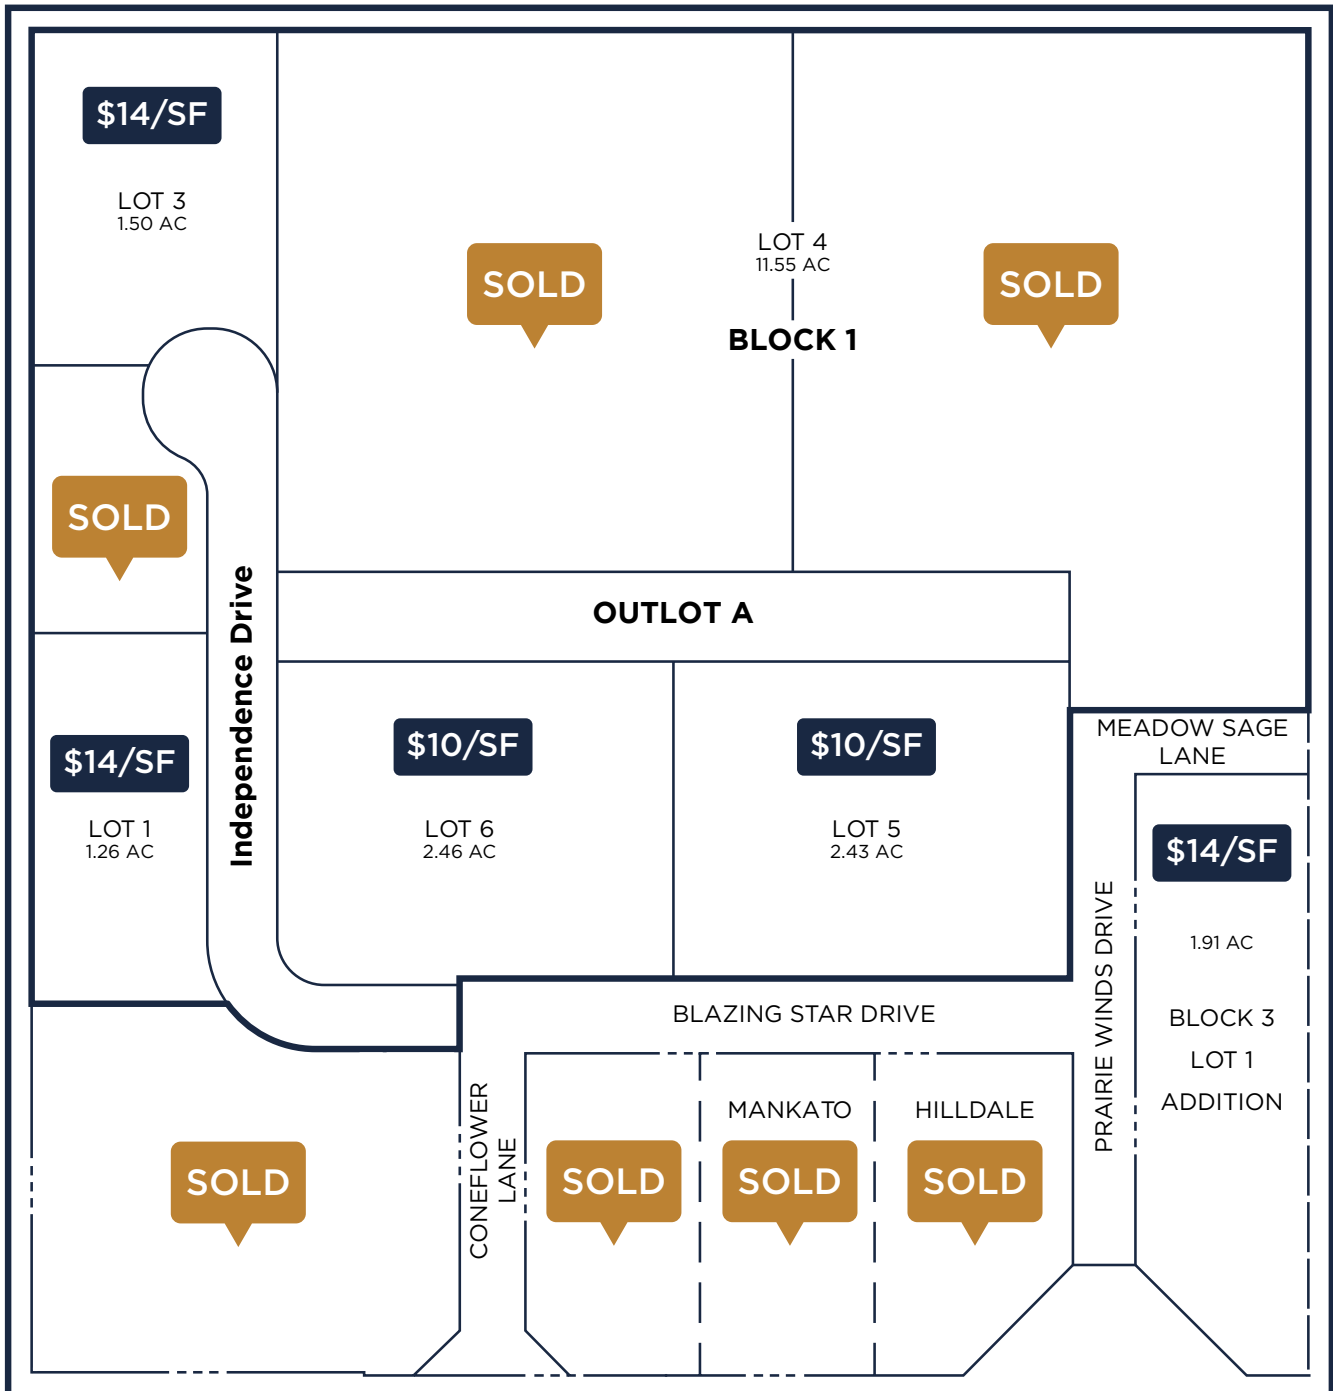 $14/SF
LOT 3
1.50 AC
SOLD
LOT 4
11.55 AC
BLOCK 1
SOLD
SOLD
Independence Drive
OUTLOT A
$14/SF
LOT 1
1.26 AC
$10/SF
LOT 6
2.46 AC
$10/SF
LOT 5
2.43 AC
MEADOW SAGE
LANE
$14/SF
1.91 AC
BLOCK 3
LOT 1
ADDITION
PRAIRIE WINDS DRIVE
BLAZING STAR DRIVE
CONEFLOWER
LANE
SOLD
SOLD
MANKATO
SOLD
HILLDALE
SOLD